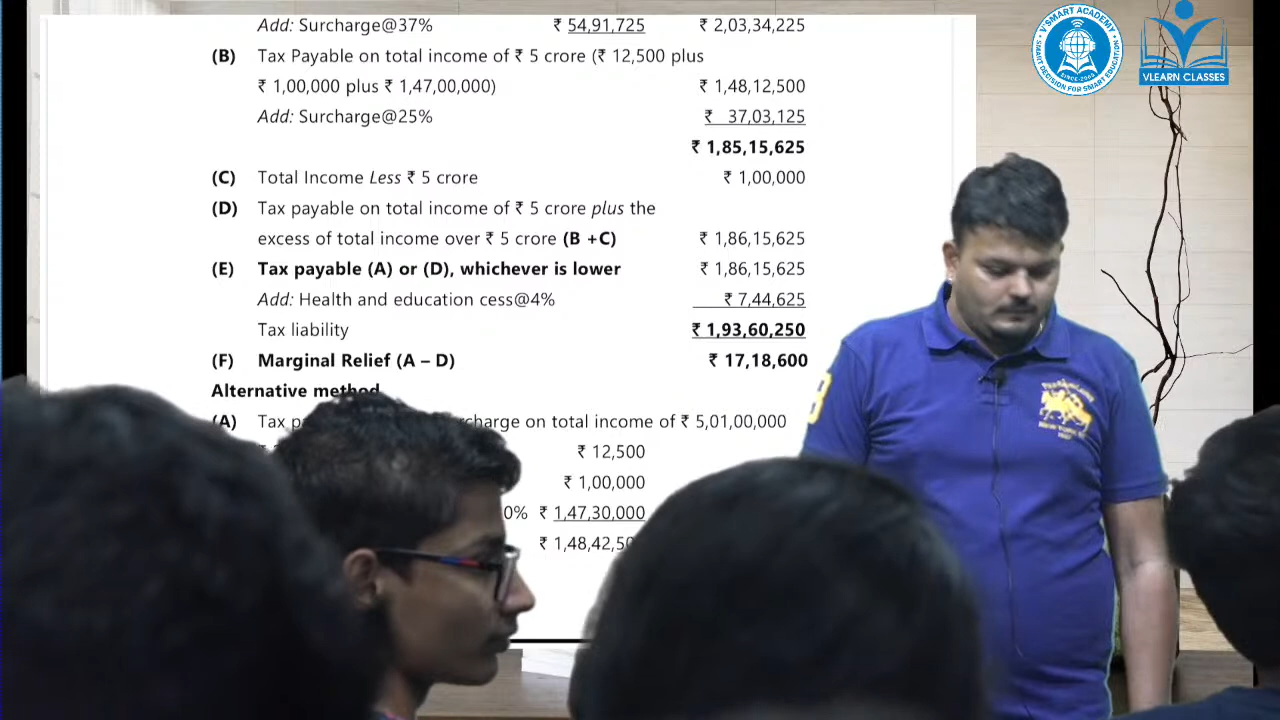 Add: Surcharge@37% ₹ 54,91,725 ₹ 2,03,34,225
(B) Tax Payable on total income of ₹ 5 crore (₹ 12,500 plus
₹ 1,00,000 plus ₹ 1,47,00,000) ₹ 1,48,12,500
Add: Surcharge@25% ₹ 37,03,125
₹ 1,85,15,625
(C) Total Income Less ₹ 5 crore ₹ 1,00,000
(D) Tax payable on total income of ₹ 5 crore plus the
excess of total income over ₹ 5 crore (B +C) ₹ 1,86,15,625
(E) Tax payable (A) or (D), whichever is lower ₹ 1,86,15,625
Add: Health and education cess@4% ₹ 7,44,625
Tax liability ₹ 1,93,60,250
(F) Marginal Relief (A – D) ₹ 17,18,600
Alternative method
(A) Tax on total income of ₹ 5,01,00,000
₹ 12,500
₹ 1,00,000
0% ₹ 1,47,30,000
₹ 1,48,42,50
V'SMART ACADEMY
SMART DECISION FOR SMART EDUCATION
VLEARN CLASSES